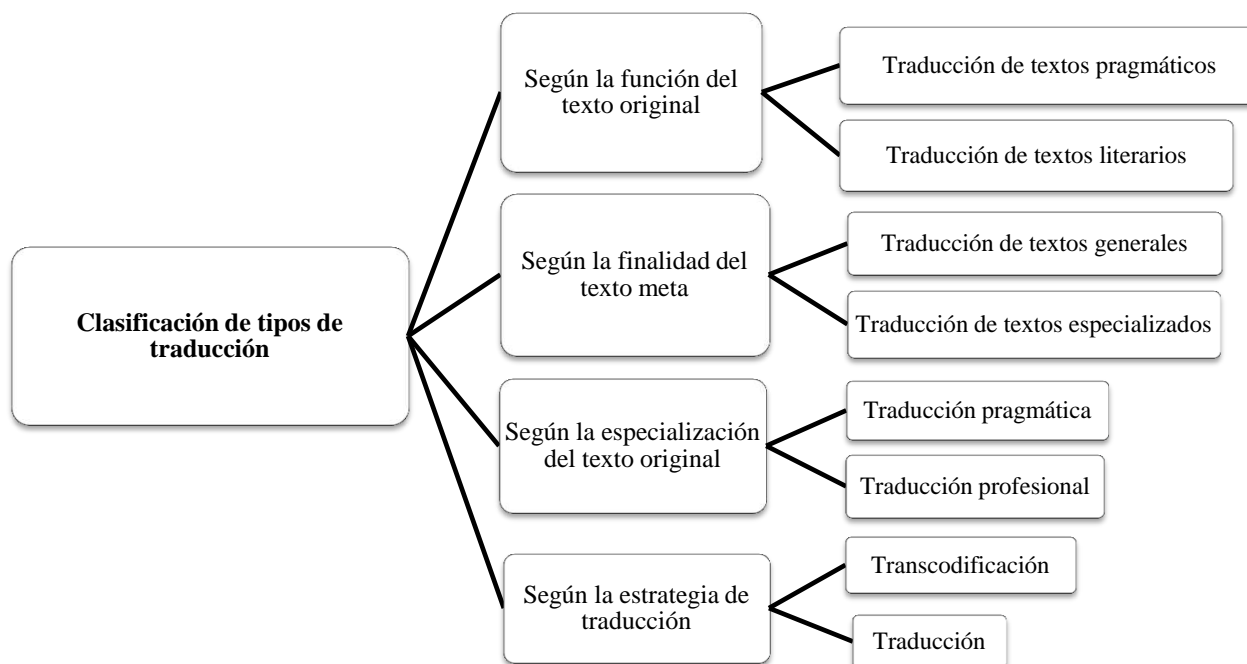 Clasificación de tipos de
traducción
Según la función del
texto original
Traducción de textos pragmáticos
Traducción de textos literarios
Según la finalidad del
texto meta
Traducción de textos generales
Traducción de textos especializados
Según la especialización
del texto original
Traducción pragmática
Traducción profesional
Según la estrategia de
traducción
Transcodificación
Traducción